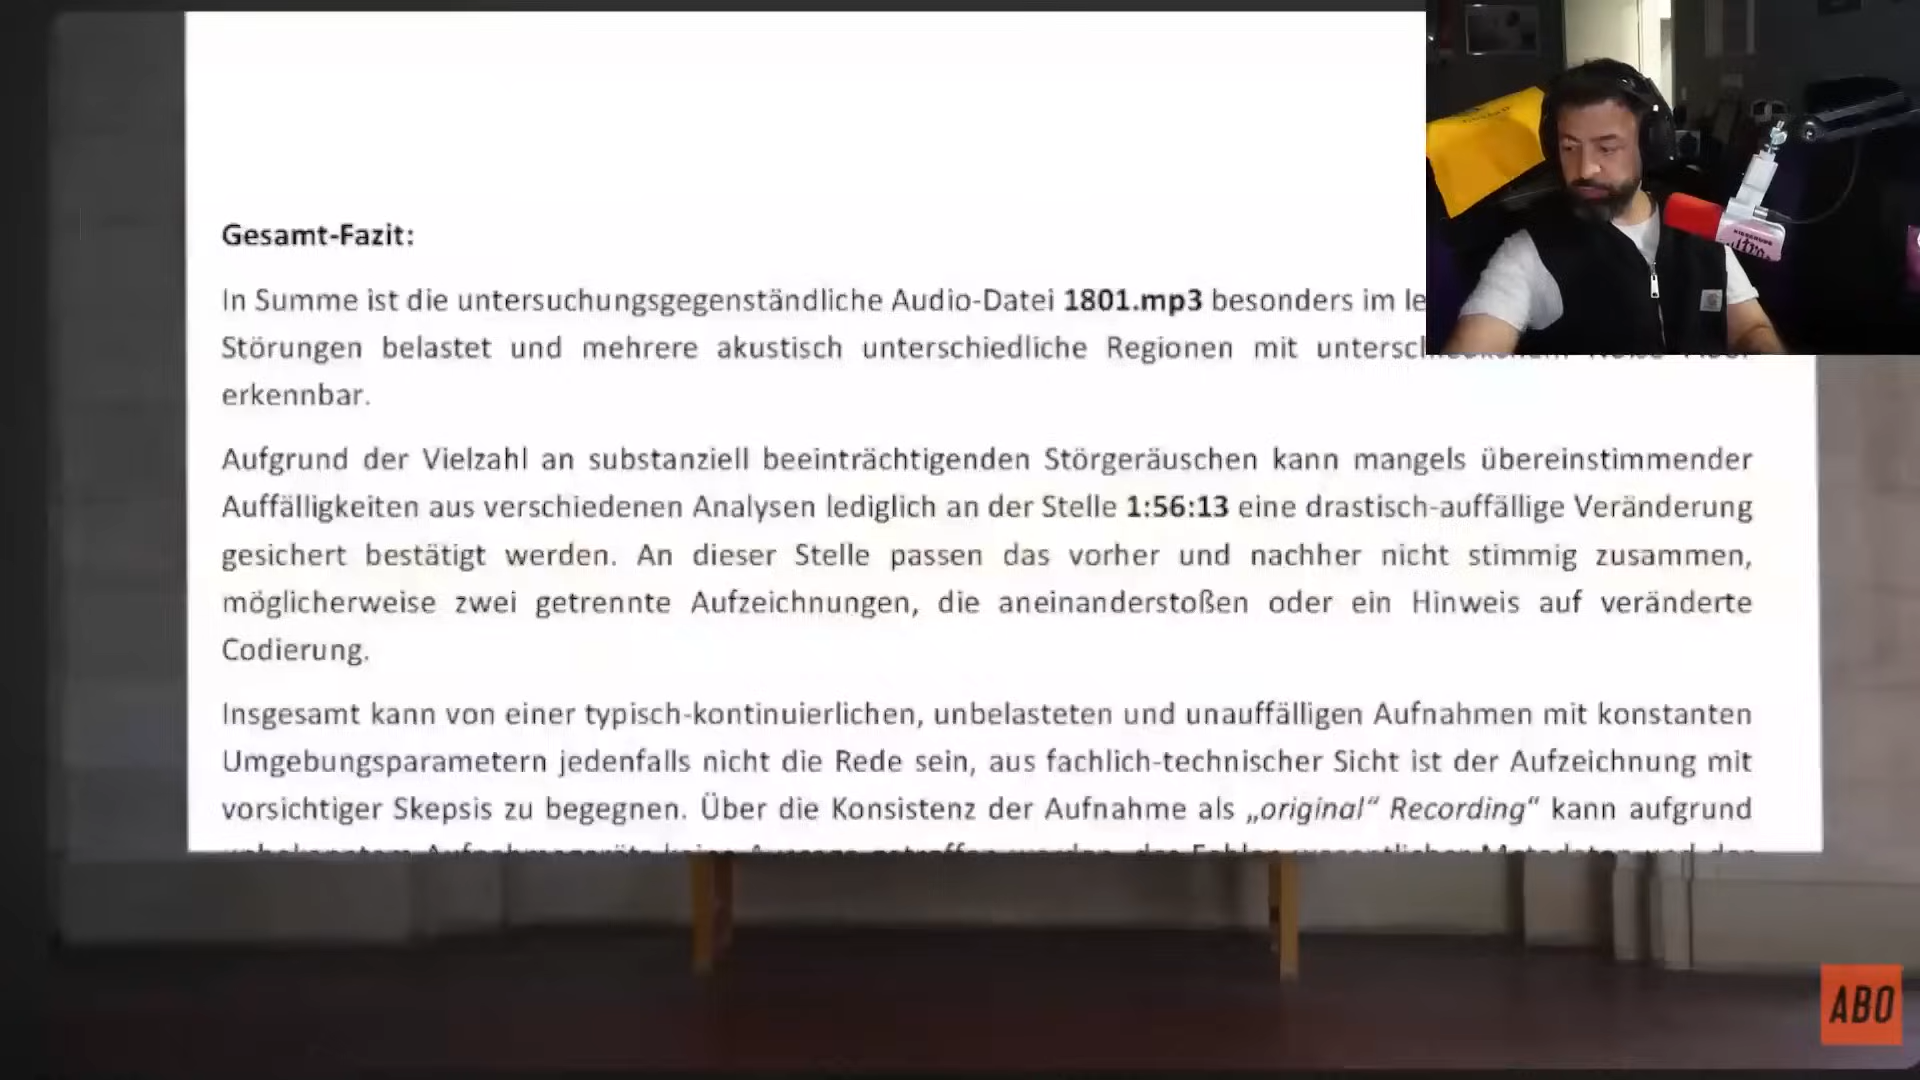 Gesamt-Fazit:
In Summe ist die untersuchungsgegenständliche Audio-Datei 1801.mp3 besonders im
Störungen belastet und mehrere akustisch unterschiedliche Regionen mit
erkennbar.
Aufgrund der Vielzahl an substanziell beeinträchtigenden Störgeräuschen kann mangels übereinstimmender
Auffälligkeiten aus verschiedenen Analysen lediglich an der Stelle 1:56:13 eine drastisch-auffällige Veränderung
gesichert bestätigt werden. An dieser Stelle passen das vorher und nachher nicht stimmig zusammen,
möglicherweise zwei getrennte Aufzeichnungen, die aneinanderstoßen oder ein Hinweis auf veränderte
Codierung.
Insgesamt kann von einer typisch-kontinuierlichen, unbelasteten und unauffälligen Aufnahmen mit konstanten
Umgebungsparametern jedenfalls nicht die Rede sein, aus fachlich-technischer Sicht ist der Aufzeichnung mit
vorsichtiger Skepsis zu begegnen. Über die Konsistenz der Aufnahme als „original“ Recording“ kann aufgrund
ABO